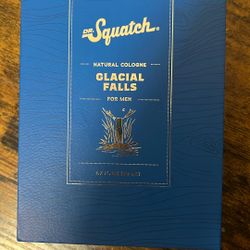 DR. Squatch®
NATURAL COLOGNE
GLACIAL
FALLS
FOR MEN